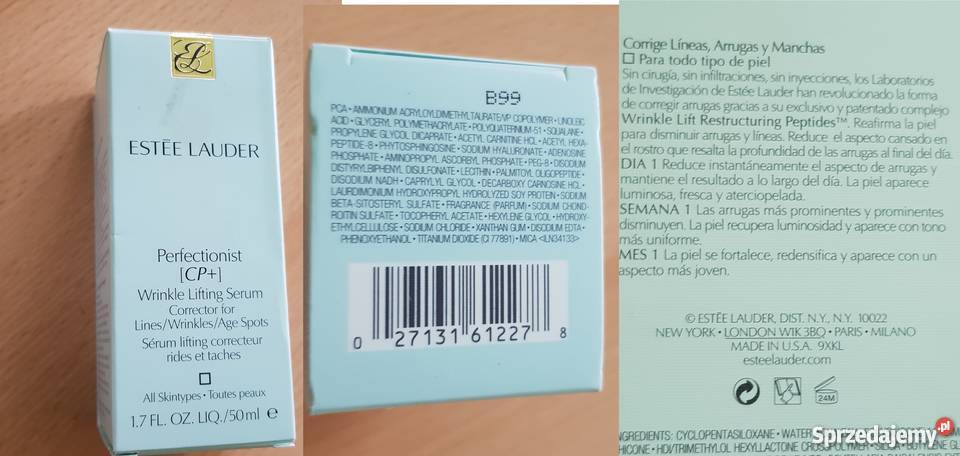 EL
ESTĒE LAUDER
Perfectionist
[CP+]
Wrinkle Lifting Serum
Corrector for
Lines/Wrinkles/Age Spots
Sérum lifting correcteur
rides et taches
All Skintypes • Toutes peaux
1.7 FL. OZ. LIQ./50 ml e
B99
PCA • AMMONIUM ACRYLOYLDIMETHYLTAURATE/VP COPOLYMER • LINOLEIC
ACID • GLYCERYL POLYMETHACRYLATE • POLYQUATERNIUM-51 • SQUALANE •
PROPYLENE GLYCOL DICAPRATE • ACETYL CARNITINE HCL • ACETYL HEXA-
PEPTIDE-8 • PHYTOSPHINGOSINE • SODIUM HYALURONATE • ADENOSINE
PHOSPHATE • AMINOPROPYL ASCORBYL PHOSPHATE • PEG-8 • DISODIUM
DISTYRYLBIPHENYL DISULFONATE • LECITHIN • PALMITOYL OLIGOPEPTIDE •
DISODIUM NADH • CAPRYLYL GLYCOL • DECARBOXY CARNOSINE HCL •
LAURDIMONIUM HYDROXYPROPYL HYDROLYZED SOY PROTEIN • SODIUM
BETA-SITOSTERYL SULFATE • FRAGRANCE (PARFUM) • SODIUM CHOND-
ROITIN SULFATE • TOCOPHERYL ACETATE • HEXYLENE GLYCOL • HYDROXY-
ETHYLCELLULOSE • SODIUM CHLORIDE • XANTHAN GUM • DISODIUM EDTA •
PHENOXYETHANOL • TITANIUM DIOXIDE (CI 77891) • MICA <ILN34133>
0 27131 61227 8
Corrige Líneas, Arrugas y Manchas
Para todo tipo de piel
Sin cirugía, sin infiltraciones, sin inyecciones, los Laboratorios
de Investigación de Estée Lauder han revolucionado la forma
de corregir arrugas gracias a su exclusivo y patentado complejo
Wrinkle Lift Restructuring Peptides™. Reafirma la piel
para disminuir arrugas y líneas. Reduce el aspecto cansado en
el rostro que resalta la profundidad de las arrugas al final del día.
DIA 1 Reduce instantáneamente el aspecto de arrugas y
mantiene el resultado a lo largo del día. La piel aparece
luminosa, fresca y aterciopelada.
SEMANA 1 Las arrugas más prominentes y prominentes
disminuyen. La piel recupera luminosidad y aparece con tono
más uniforme.
MES 1 La piel se fortalece, redensifica y aparece con un
aspecto más joven.
© ESTÉE LAUDER, DIST. N.Y., N.Y. 10022
NEW YORK • LONDON W1K 3BQ • PARIS • MILANO
MADE IN U.S.A. 9XKL
esteelauder.com
24M
INGREDIENTS: CYCLOPENTASILOXANE • WATER
HICONE • HDI/TRIMETHYLOL HEXYLLACTONE CROSSPOLYMER • SILICA • BUTYLENE GL
Sprzedajemy.pl